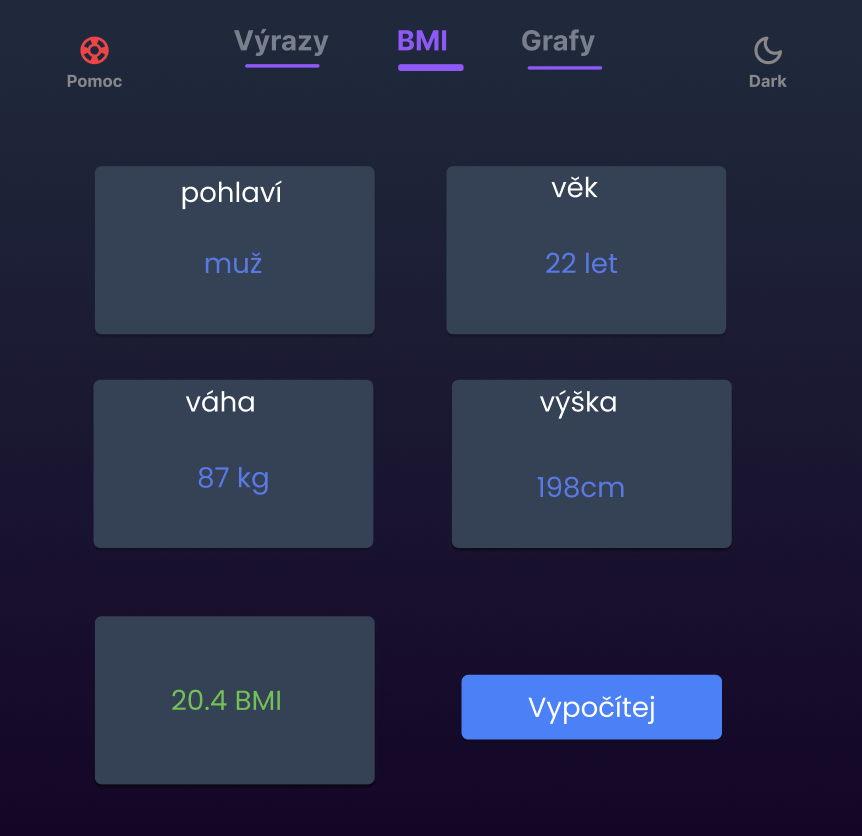 Výrazy
BMI
Grafy
Pomoc
Dark
pohlaví
věk
muž
22 let
váha
výška
87 kg
198cm
20.4 BMI
Vypočítej